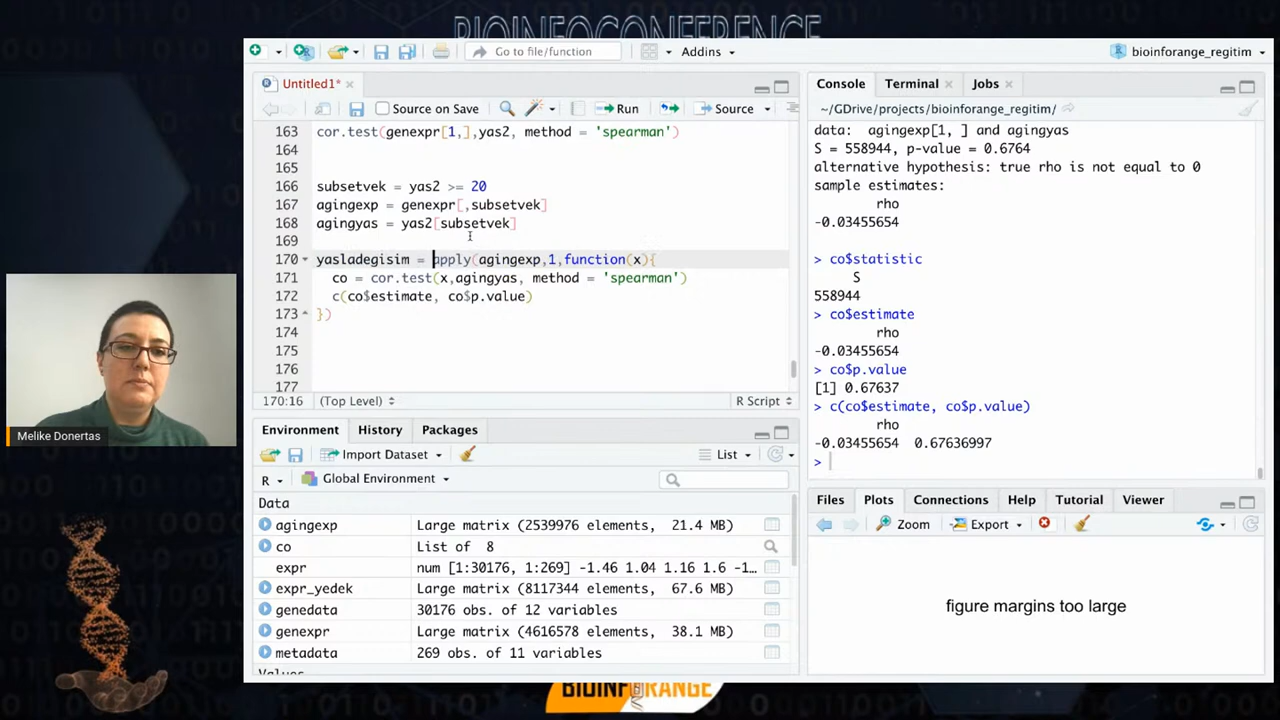 BIOINFOCONFERENCE
Go to file/function
Addins
bioinforange_regitim
Untitled1*
Source on Save
Run
Source
163 cor.test(genexpr[1,],yas2, method = 'spearman')
164
165
166 subsetvek = yas2 >= 20
167 agingexp = genexpr[,subsetvek]
168 agingyas = yas2[subsetvek]
169
170 yasladegisim = apply(agingexp,1,function(x){
171 co = cor.test(x,agingyas, method = 'spearman')
172 c(co$estimate, co$p.value)
173 })
174
175
176
177
170:16 (Top Level) R Script
Environment History Packages
Import Dataset List
R Global Environment
Data
agingexp Large matrix (2539976 elements, 21.4 MB)
co List of 8
expr num [1:30176, 1:269] -1.46 1.04 1.16 1.6 -1...
expr_yedek Large matrix (8117344 elements, 67.6 MB)
genedata 30176 obs. of 12 variables
genexpr Large matrix (4616578 elements, 38.1 MB)
metadata 269 obs. of 11 variables
Values
Console Terminal Jobs
~/GDrive/projects/bioinforange_regitim/
data: agingexp[1, ] and agingyas
S = 558944, p-value = 0.6764
alternative hypothesis: true rho is not equal to 0
sample estimates:
rho
-0.03455654
> co$statistic
S
558944
> co$estimate
rho
-0.03455654
> co$p.value
[1] 0.67637
> c(co$estimate, co$p.value)
rho
-0.03455654 0.67636997
>
Files Plots Connections Help Tutorial Viewer
Zoom Export
figure margins too large
Melike Donertas
BIOINFORANGE